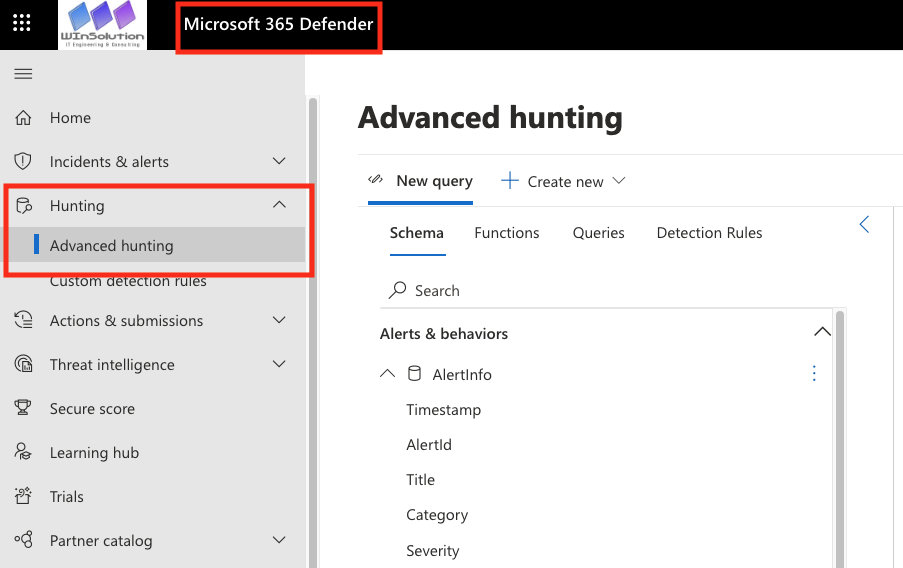 WInSolution
IT Engineering & Consulting
Microsoft 365 Defender
Home
Incidents & alerts
Hunting
Advanced hunting
Custom detection rules
Actions & submissions
Threat intelligence
Secure score
Learning hub
Trials
Partner catalog
Advanced hunting
New query
Create new
Schema
Functions
Queries
Detection Rules
Search
Alerts & behaviors
AlertInfo
Timestamp
AlertId
Title
Category
Severity